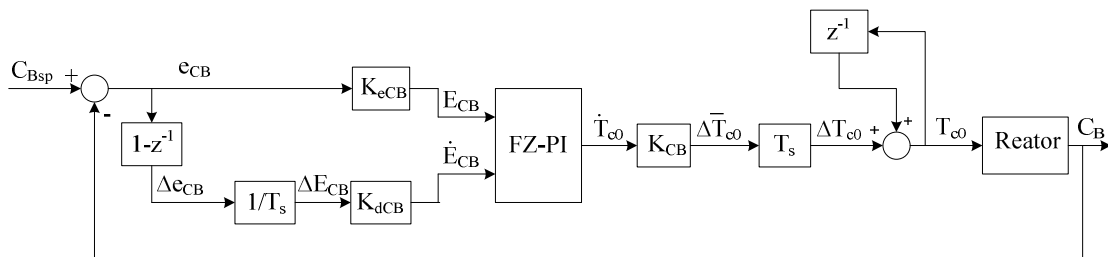 z⁻¹
C_Bsp
+
-
e_CB
K_eCB
E_CB
1-z⁻¹
Δe_CB
1/T_s
ΔE_CB
K_dCB
Ė_CB
FZ-PI
Ṫ_c0
K_CB
ΔT̅_c0
T_s
ΔT_c0
+
+
T_c0
Reator
C_B